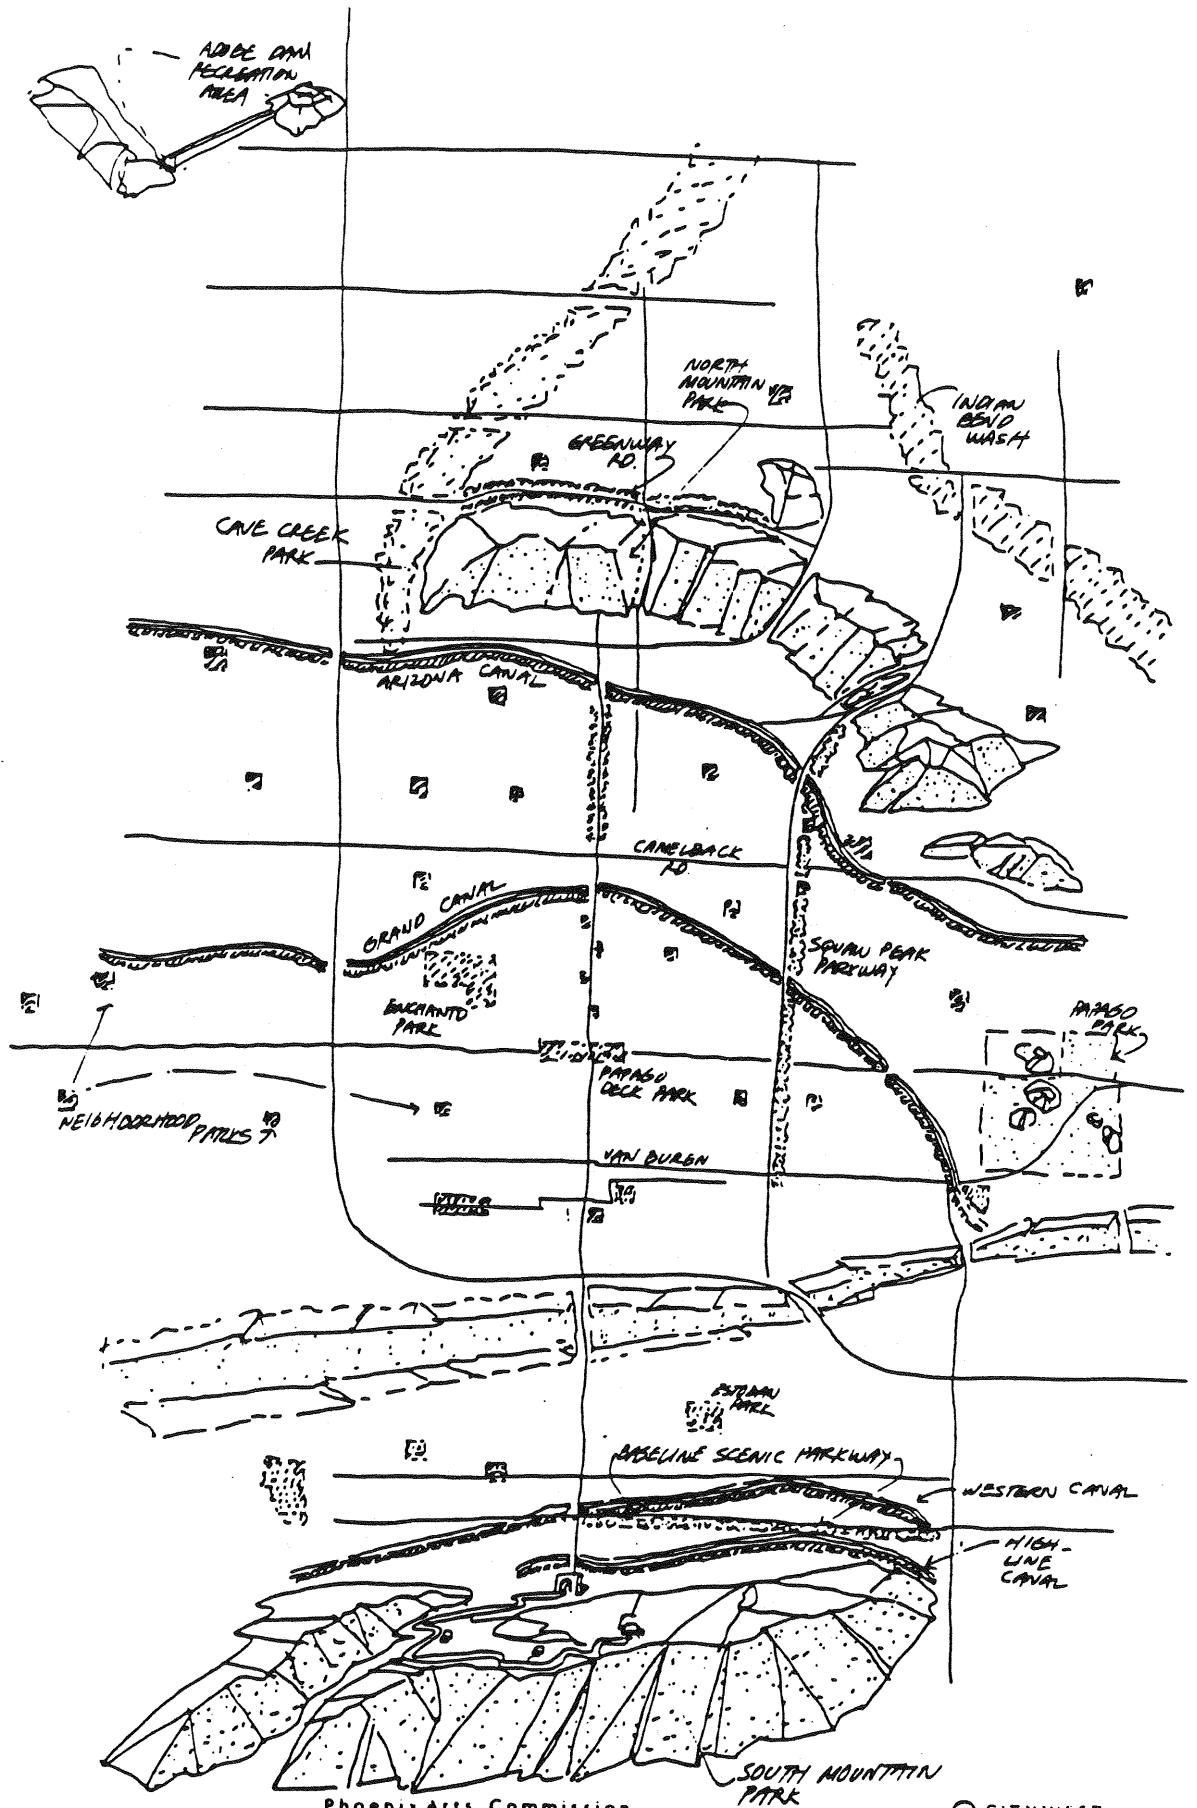 ADOBE DAM
RECREATION
AREA
NORTH
MOUNTAIN
PARK
INDIAN
BEND
WASH
GREENWAY
RD.
CAVE CREEK
PARK
ARIZONA CANAL
CAMELBACK
RD.
GRAND CANAL
SQUAW PEAK
PARKWAY
ENCHANTO
PARK
PAPAGO
PARK
PAPAGO
DECK PARK
NEIGHBORHOOD
PARKS
VAN BUREN
ESTOBAN
PARK
BASELINE SCENIC PARKWAY
WESTERN CANAL
HIGH-
LINE
CANAL
SOUTH MOUNTAIN
PARK
Phoenix Arts Commission